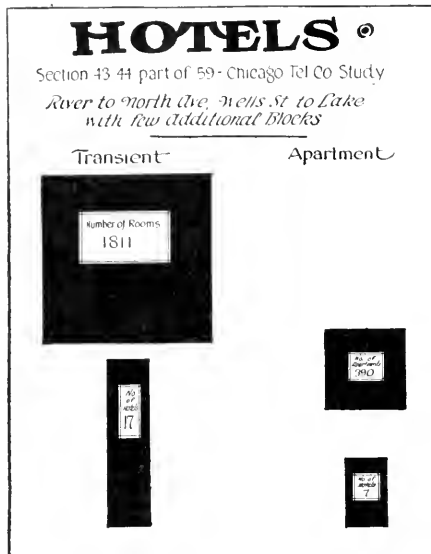 HOTELS
Section 43 44 part of 59 - Chicago Tel Co Study
River to North Ave, Wells St to Lake
with few additional Blocks
Transient
Apartment
Number of Rooms
1811
No. of
Apartments
390
No
of
Hotels
17
No. of
Hotels
7